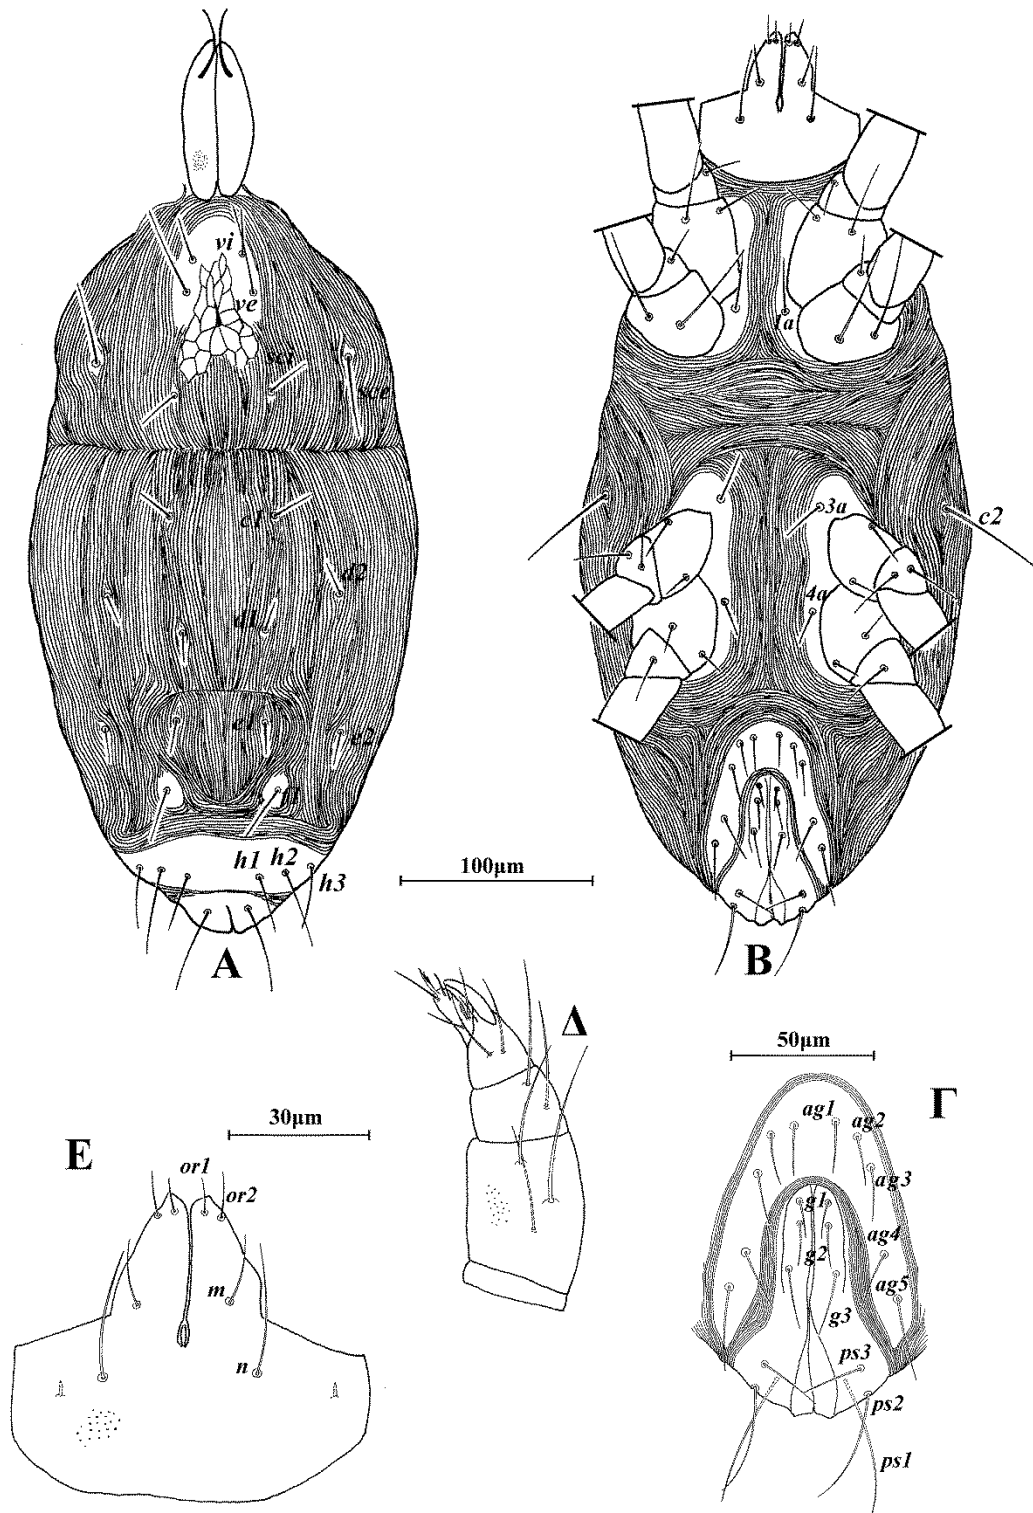 vi
ve
sci
sce
c1
d2
d1
e1
e2
f1
h1 h2
h3
A
100μm
1a
3a
c2
4a
B
Δ
50μm
Γ
ag1
ag2
ag3
g1
ag4
g2
ag5
g3
ps3
ps2
ps1
30μm
E
or1
or2
m
n